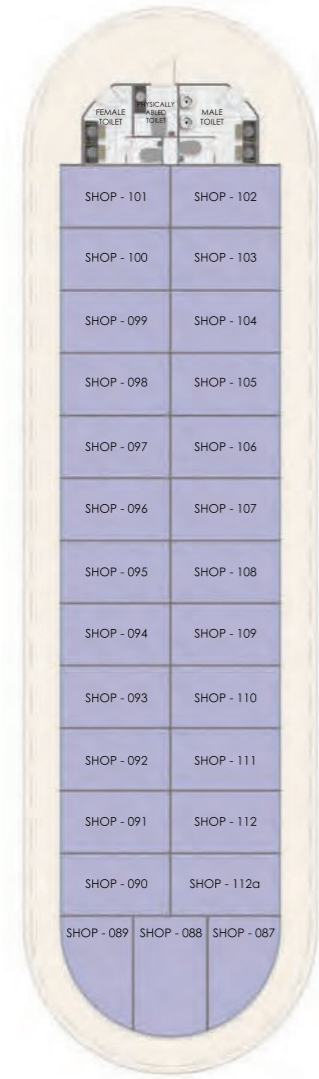 FEMALE
TOILET
PHYSICALLY
ABLED
TOILET
MALE
TOILET
SHOP - 101
SHOP - 102
SHOP - 100
SHOP - 103
SHOP - 099
SHOP - 104
SHOP - 098
SHOP - 105
SHOP - 097
SHOP - 106
SHOP - 096
SHOP - 107
SHOP - 095
SHOP - 108
SHOP - 094
SHOP - 109
SHOP - 093
SHOP - 110
SHOP - 092
SHOP - 111
SHOP - 091
SHOP - 112
SHOP - 090
SHOP - 112a
SHOP - 089
SHOP - 088
SHOP - 087